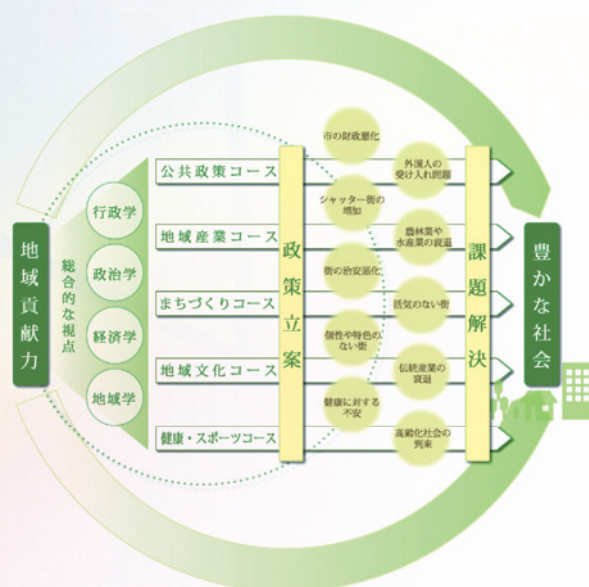 地域貢献力
総合的な視点
行政学
政治学
経済学
地域学
公共政策コース
地域産業コース
まちづくりコース
地域文化コース
健康・スポーツコース
政策立案
市の財政悪化
シャッター街の
増加
街の治安悪化
個性や特色の
ない街
健康に対する
不安
外国人の
受け入れ問題
農林業や
水産業の衰退
活気のない街
伝統産業の
衰退
高齢化社会の
到来
課題解決
豊かな社会